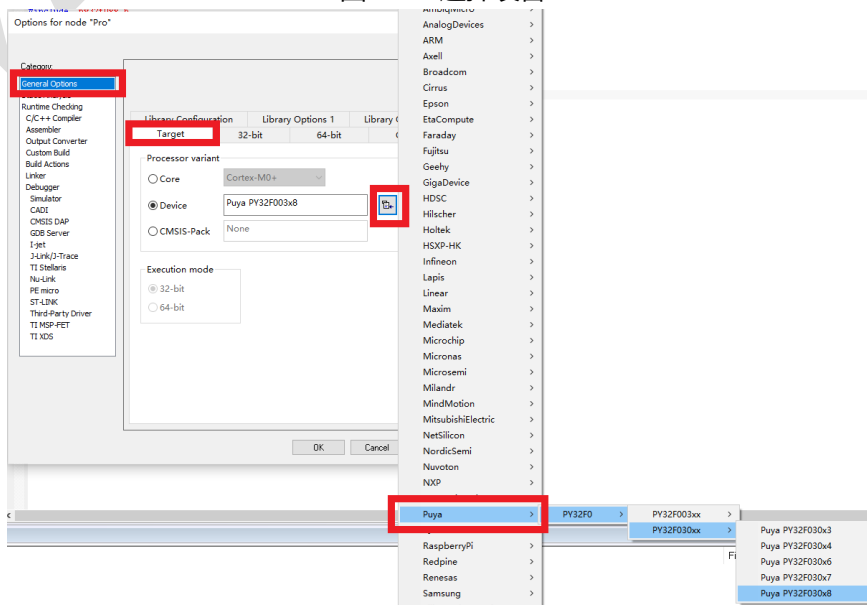 Options for node "Pro"
Category:
General Options
Runtime Checking
C/C++ Compiler
Assembler
Output Converter
Custom Build
Build Actions
Linker
Debugger
Simulator
CADI
CMSIS DAP
GDB Server
I-jet
J-Link/J-Trace
TI Stellaris
Nu-Link
PE micro
ST-LINK
Third-Party Driver
TI MSP-FET
TI XDS
Library Configuration Library Options 1 Library
Target 32-bit 64-bit
Processor variant
Core Cortex-M0+
Device Puya PY32F003x8
CMSIS-Pack None
Execution mode
32-bit
64-bit
OK Cancel
AnalogDevices
ARM
Axell
Broadcom
Cirrus
Epson
EtaCompute
Faraday
Fujitsu
Geehy
GigaDevice
HDSC
Hilscher
Holtek
HSXP-HK
Infineon
Lapis
Linear
Maxim
Mediatek
Microchip
Micronas
Microsemi
Milandr
MindMotion
MitsubishiElectric
NetSilicon
NordicSemi
Nuvoton
NXP
Puya
RaspberryPi
Redpine
Renesas
Samsung
PY32F0
PY32F003xx
PY32F030xx
Puya PY32F030x3
Puya PY32F030x4
Puya PY32F030x6
Puya PY32F030x7
Puya PY32F030x8